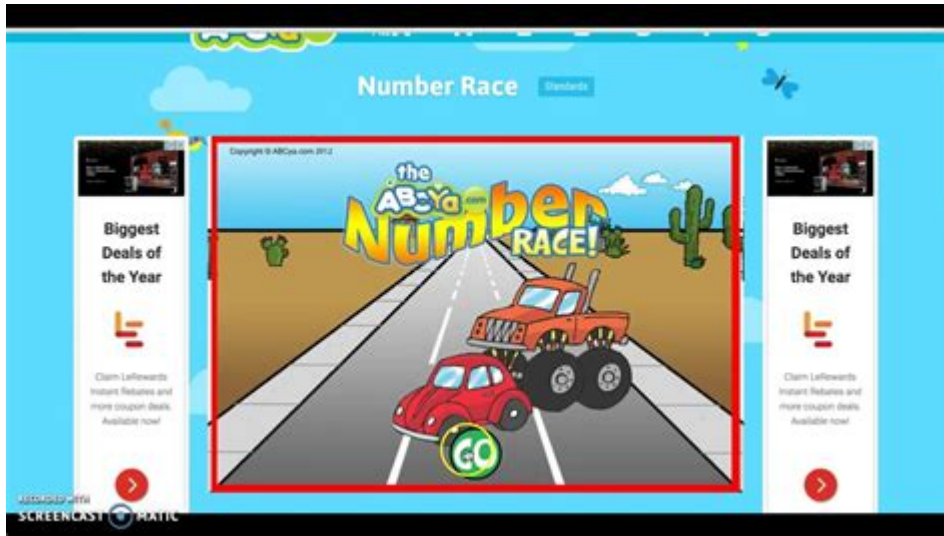 Number Race Standards
Copyright © ABCya.com 2012
the
ABCYa.com
Number
RACE!
GO
Biggest
Deals of
the Year
Claim LeRewards
Instant Rebates and
more coupon deals.
Available now!
Biggest
Deals of
the Year
Claim LeRewards
Instant Rebates and
more coupon deals.
Available now!
RECORDED WITH
SCREENCAST MATIC